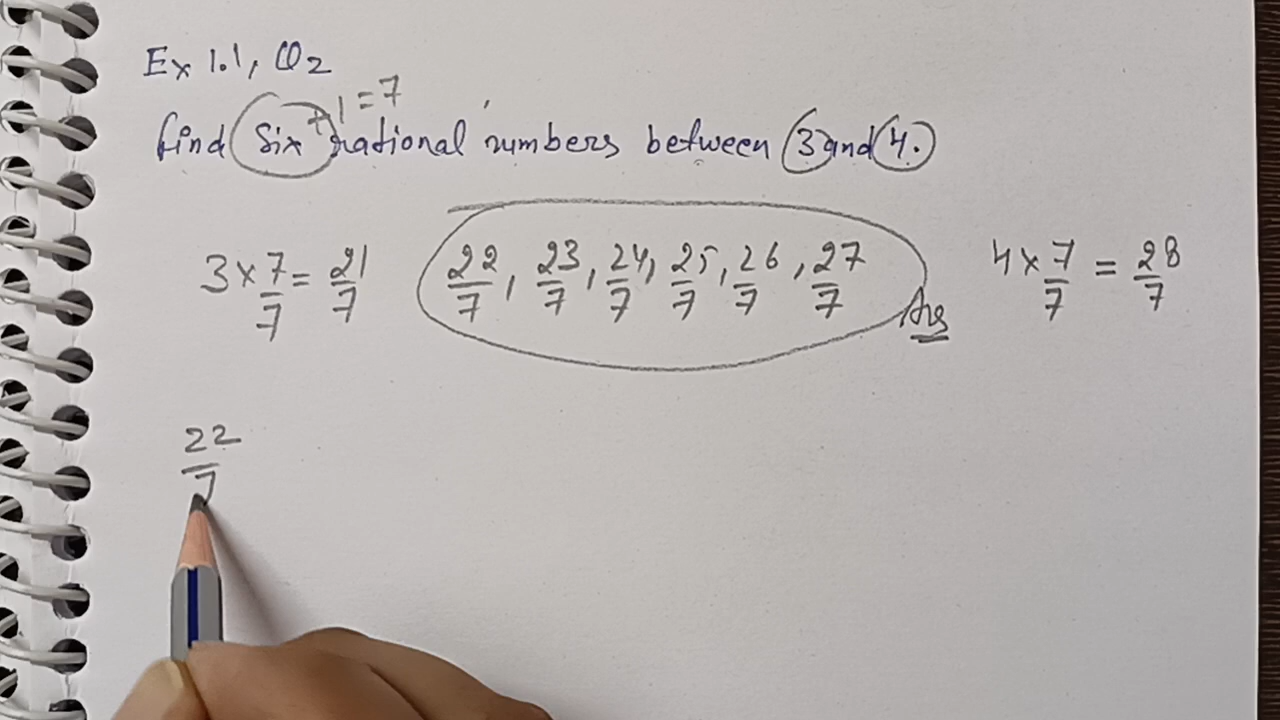 Ex 1.1, Q2
+1 = 7
find six rational numbers between 3 and 4.
3 × 7/7 = 21/7 22/7, 23/7, 24/7, 25/7, 26/7, 27/7 Ans 4 × 7/7 = 28/7
22/7